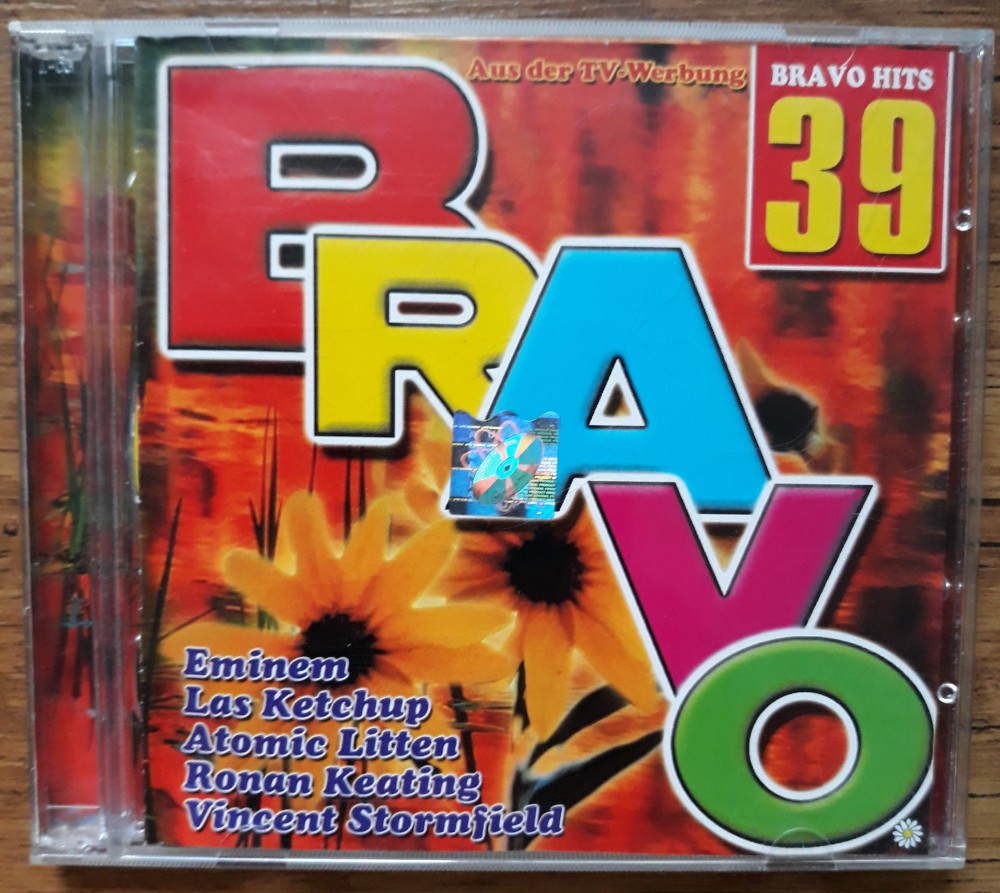 Aus der TV-Werbung
BRAVO HITS
39
BRAVO
Eminem
Las Ketchup
Atomic Litten
Ronan Keating
Vincent Stormfield